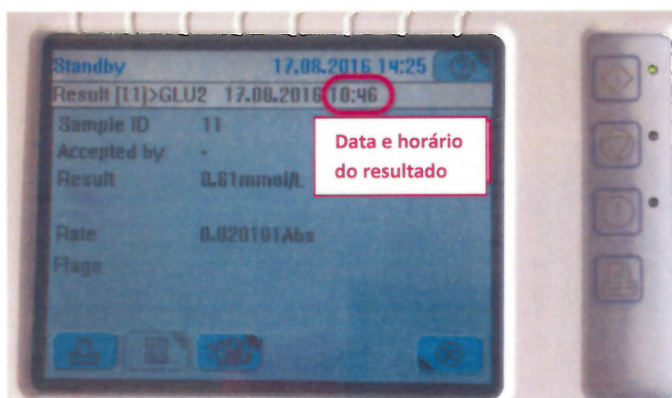 Standby 17.08.2016 14:25
Result [11]>GLU2 17.08.2016 10:46
Sample ID 11
Accepted by -
Result 0.61mmol/L
Rate 0.020101Abs
Flags
Data e horário
do resultado